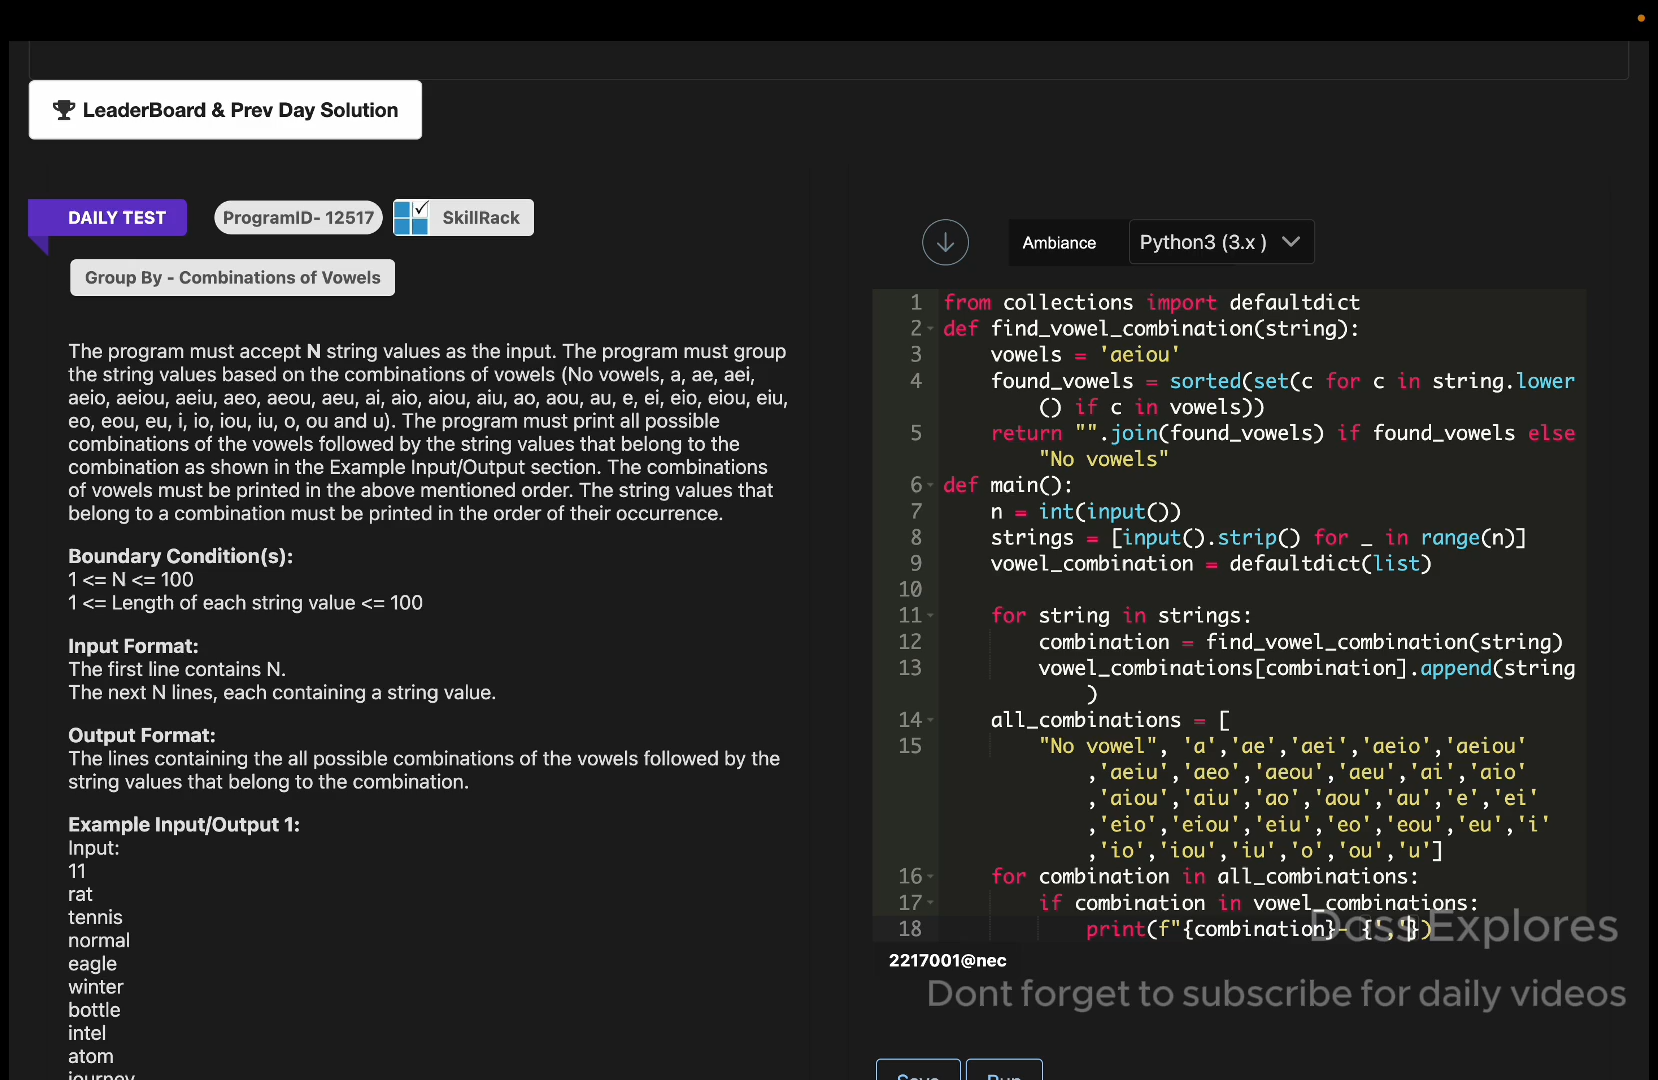 LeaderBoard & Prev Day Solution
DAILY TEST
ProgramID- 12517
SkillRack
Group By - Combinations of Vowels
The program must accept N string values as the input. The program must group
the string values based on the combinations of vowels (No vowels, a, ae, aei,
aeio, aeiou, aeiu, aeo, aeou, aeu, ai, aio, aiou, aiu, ao, aou, au, e, ei, eio, eiou, eiu,
eo, eou, eu, i, io, iou, iu, o, ou and u). The program must print all possible
combinations of the vowels followed by the string values that belong to the
combination as shown in the Example Input/Output section. The combinations
of vowels must be printed in the above mentioned order. The string values that
belong to a combination must be printed in the order of their occurrence.
Boundary Condition(s):
1 <= N <= 100
1 <= Length of each string value <= 100
Input Format:
The first line contains N.
The next N lines, each containing a string value.
Output Format:
The lines containing the all possible combinations of the vowels followed by the
string values that belong to the combination.
Example Input/Output 1:
Input:
11
rat
tennis
normal
eagle
winter
bottle
intel
atom
journey
Ambiance
Python3 (3.x )
1 from collections import defaultdict
2 def find_vowel_combination(string):
3 vowels = 'aeiou'
4 found_vowels = sorted(set(c for c in string.lower
() if c in vowels))
5 return "".join(found_vowels) if found_vowels else
"No vowels"
6 def main():
7 n = int(input())
8 strings = [input().strip() for _ in range(n)]
9 vowel_combination = defaultdict(list)
10
11 for string in strings:
12 combination = find_vowel_combination(string)
13 vowel_combinations[combination].append(string
)
14 all_combinations = [
15 "No vowel", 'a','ae','aei','aeio','aeiou'
,'aeiu','aeo','aeou','aeu','ai','aio'
,'aiou','aiu','ao','aou','au','e','ei'
,'eio','eiou','eiu','eo','eou','eu','i'
,'io','iou','iu','o','ou','u']
16 for combination in all_combinations:
17 if combination in vowel_combinations:
18 print(f"{combination}- {','})
Doss Explores
2217001@nec
Dont forget to subscribe for daily videos
Save
Run